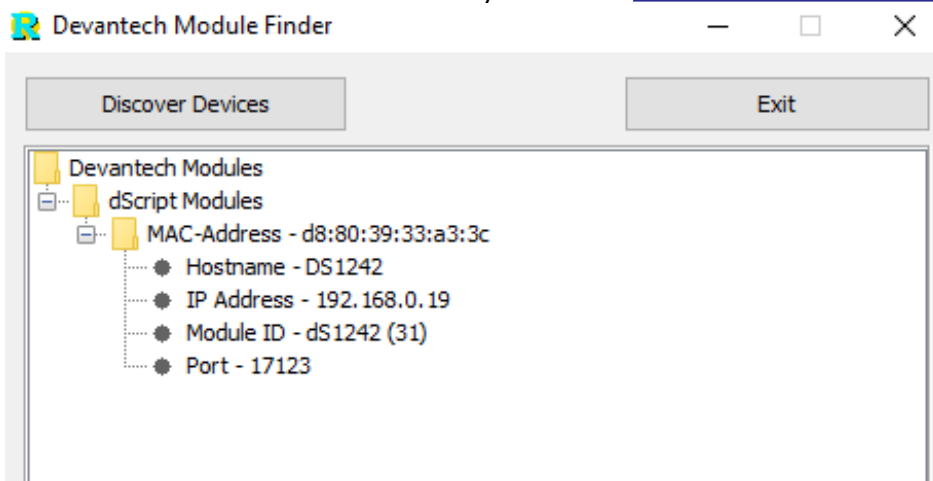 Devantech Module Finder
Discover Devices
Exit
Devantech Modules
dScript Modules
MAC-Address - d8:80:39:33:a3:3c
Hostname - DS1242
IP Address - 192.168.0.19
Module ID - dS1242 (31)
Port - 17123